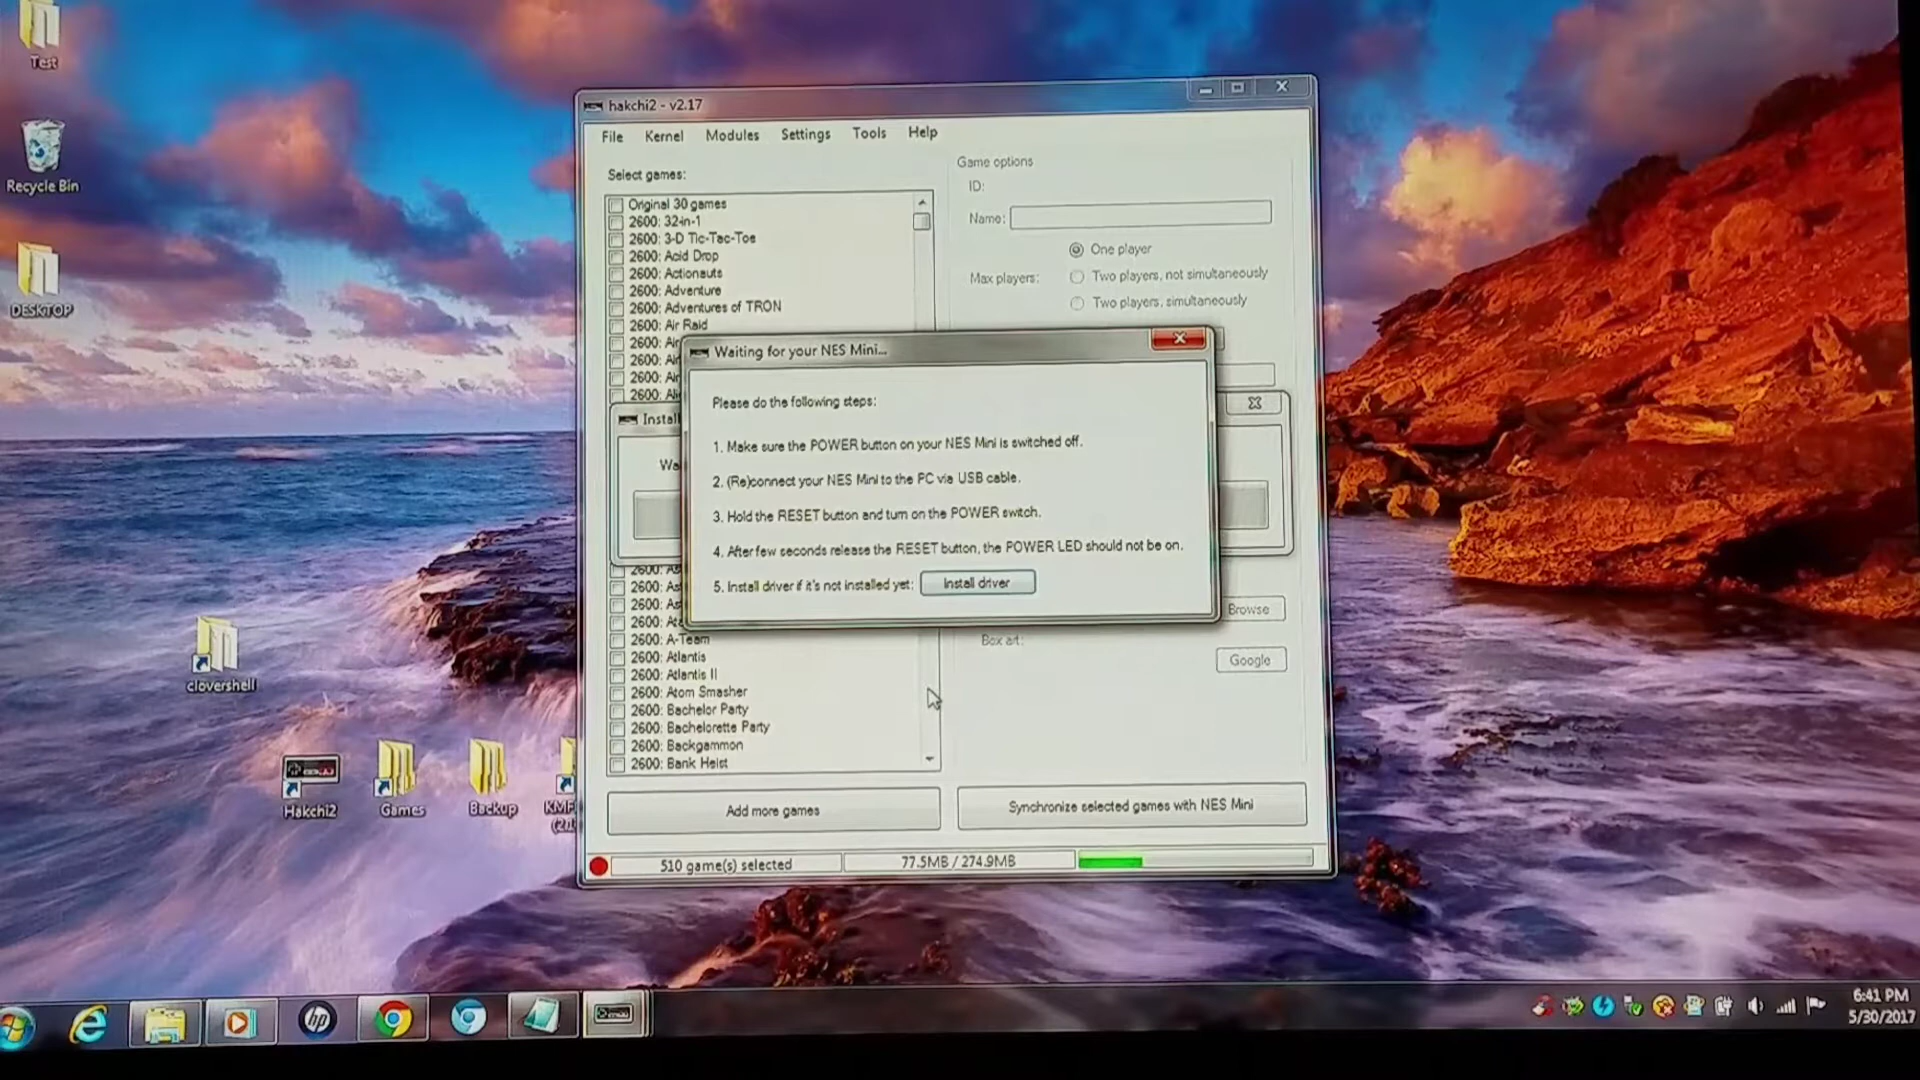 Test
Recycle Bin
DESKTOP
clovershell
Hakchi2
Games
Backup
hakchi2 - v2.17
File Kernel Modules Settings Tools Help
Select games:
Original 30 games
2600: 32-in-1
2600: 3-D Tic-Tac-Toe
2600: Acid Drop
2600: Actionauts
2600: Adventure
2600: Adventures of TRON
2600: Air Raid
2600:
2600:
2600:
2600:
Game options
ID:
Name:
Max players:
One player
Two players, not simultaneously
Two players, simultaneously
Waiting for your NES Mini...
Please do the following steps:
1. Make sure the POWER button on your NES Mini is switched off.
2. (Re)connect your NES Mini to the PC via USB cable.
3. Hold the RESET button and turn on the POWER switch.
4. After few seconds release the RESET button, the POWER LED should not be on.
5. Install driver if it's not installed yet: Install driver
2600:
2600:
2600:
2600:
2600: A-Team
2600: Atlantis
2600: Atlantis II
2600: Atom Smasher
2600: Bachelor Party
2600: Bachelorette Party
2600: Backgammon
2600: Bank Heist
Browse
Box art:
Google
Add more games
Synchronize selected games with NES Mini
510 game(s) selected
77.5MB / 274.9MB
hp
6:41 PM
5/30/2017